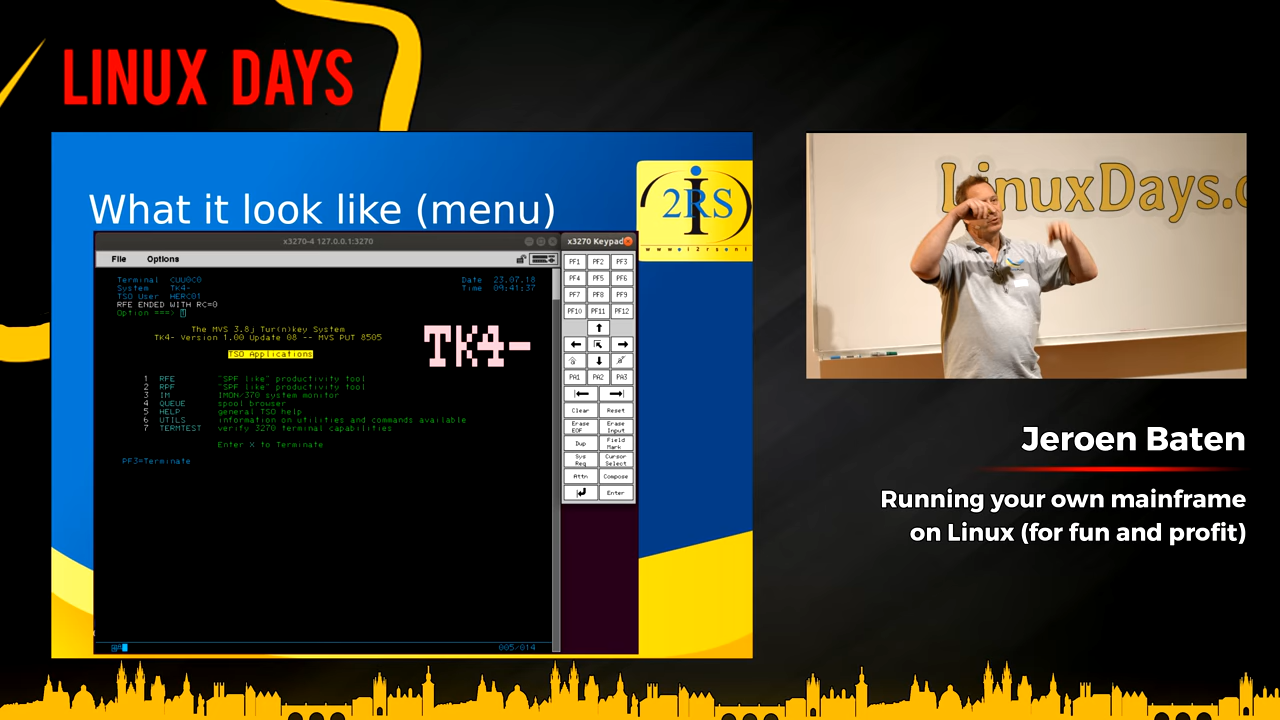 LINUX DAYS
What it look like (menu)
i
2RS
www.i2rs.nl
x3270-4 127.0.0.1:3270
x3270 Keypad
File Options
Terminal CUU0C0 Date 23.07.18
System TK4- Time 09:41:37
TSO User HERC01
RFE ENDED WITH RC=0
Option ===> 1
The MVS 3.8j Tur(n)key System
TK4- Version 1.00 Update 08 -- MVS PUT 8505
TK4-
TSO Applications
1 RFE "SPF like" productivity tool
2 RPF "SPF like" productivity tool
3 IM IMON/370 system monitor
4 QUEUE spool browser
5 HELP general TSO help
6 UTILS information on utilities and commands available
7 TERMTEST verify 3270 terminal capabilities
Enter X to Terminate
PF3=Terminate
005/014
PF1 PF2 PF3
PF4 PF5 PF6
PF7 PF8 PF9
PF10 PF11 PF12
PA1 PA2 PA3
Clear Reset
Erase EOF Erase Input
Dup Field Mark
Sys Req Cursor Select
Attn Compose
Enter
LinuxDays.c
Jeroen Baten
Running your own mainframe
on Linux (for fun and profit)